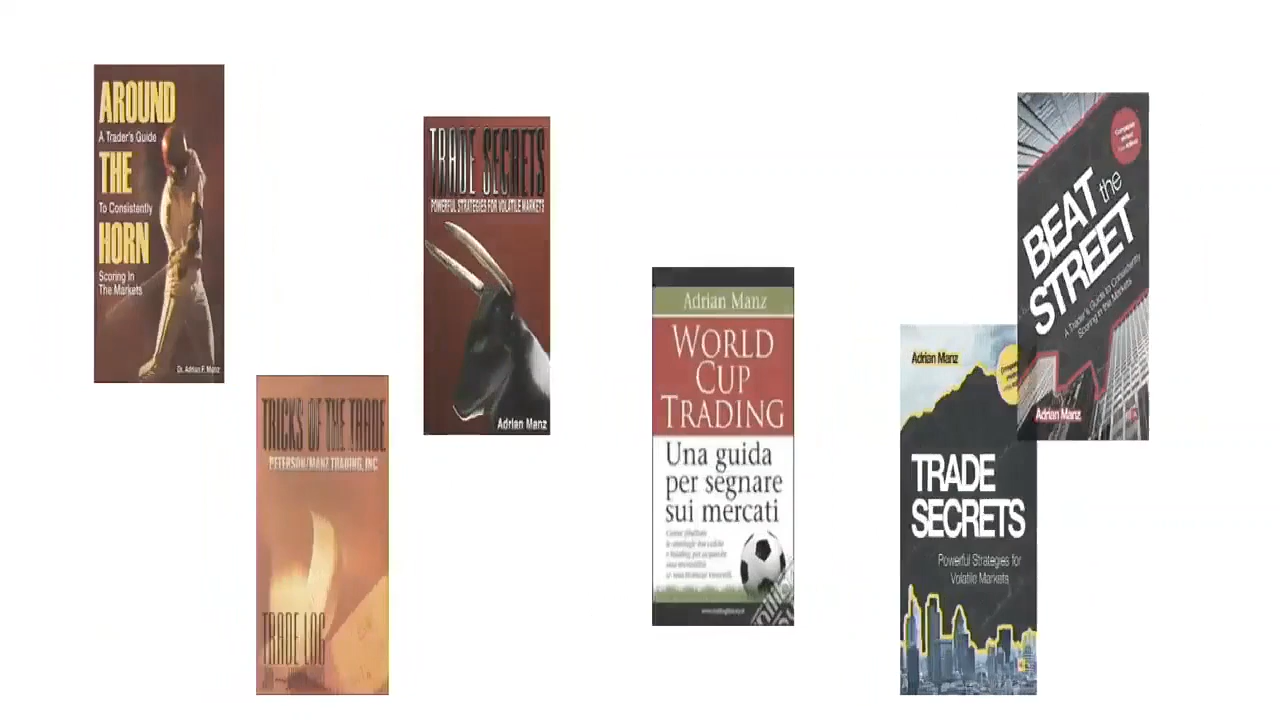 AROUND
A Trader's Guide
THE
To Consistently
HORN
Scoring In
The Markets
Dr. Adrian F. Manz
TRICKS OF THE TRADE
PETERSON/MANZ TRADING, INC
TRADE LOG
TRADE SECRETS
POWERFUL STRATEGIES FOR VOLATILE MARKETS
Adrian Manz
Adrian Manz
WORLD
CUP
TRADING
Una guida
per segnare
sui mercati
Adrian Manz
TRADE
SECRETS
Powerful Strategies for
Volatile Markets
BEAT the
STREET
A Trader's Guide to Consistently
Scoring in the Markets
Adrian Manz